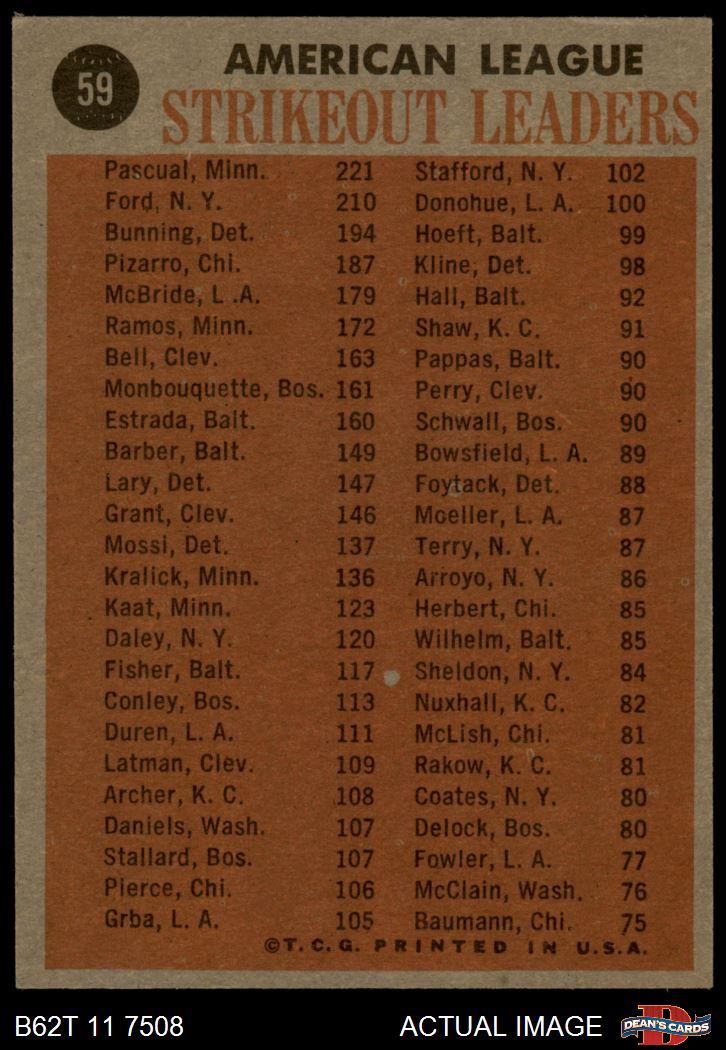 59
AMERICAN LEAGUE
STRIKEOUT LEADERS
Pascual, Minn. 221
Ford, N. Y. 210
Bunning, Det. 194
Pizarro, Chi. 187
McBride, L .A. 179
Ramos, Minn. 172
Bell, Clev. 163
Monbouquette, Bos. 161
Estrada, Balt. 160
Barber, Balt. 149
Lary, Det. 147
Grant, Clev. 146
Mossi, Det. 137
Kralick, Minn. 136
Kaat, Minn. 123
Daley, N. Y. 120
Fisher, Balt. 117
Conley, Bos. 113
Duren, L. A. 111
Latman, Clev. 109
Archer, K. C. 108
Daniels, Wash. 107
Stallard, Bos. 107
Pierce, Chi. 106
Grba, L. A. 105
Stafford, N. Y. 102
Donohue, L. A. 100
Hoeft, Balt. 99
Kline, Det. 98
Hall, Balt. 92
Shaw, K. C. 91
Pappas, Balt. 90
Perry, Clev. 90
Schwall, Bos. 90
Bowsfield, L. A. 89
Foytack, Det. 88
Moeller, L. A. 87
Terry, N. Y. 87
Arroyo, N. Y. 86
Herbert, Chi. 85
Wilhelm, Balt. 85
Sheldon, N. Y. 84
Nuxhall, K. C. 82
McLish, Chi. 81
Rakow, K. C. 81
Coates, N. Y. 80
Delock, Bos. 80
Fowler, L. A. 77
McClain, Wash. 76
Baumann, Chi. 75
©T. C. G. PRINTED IN U.S.A.
B62T 11 7508
ACTUAL IMAGE
D
DEAN'S CARDS